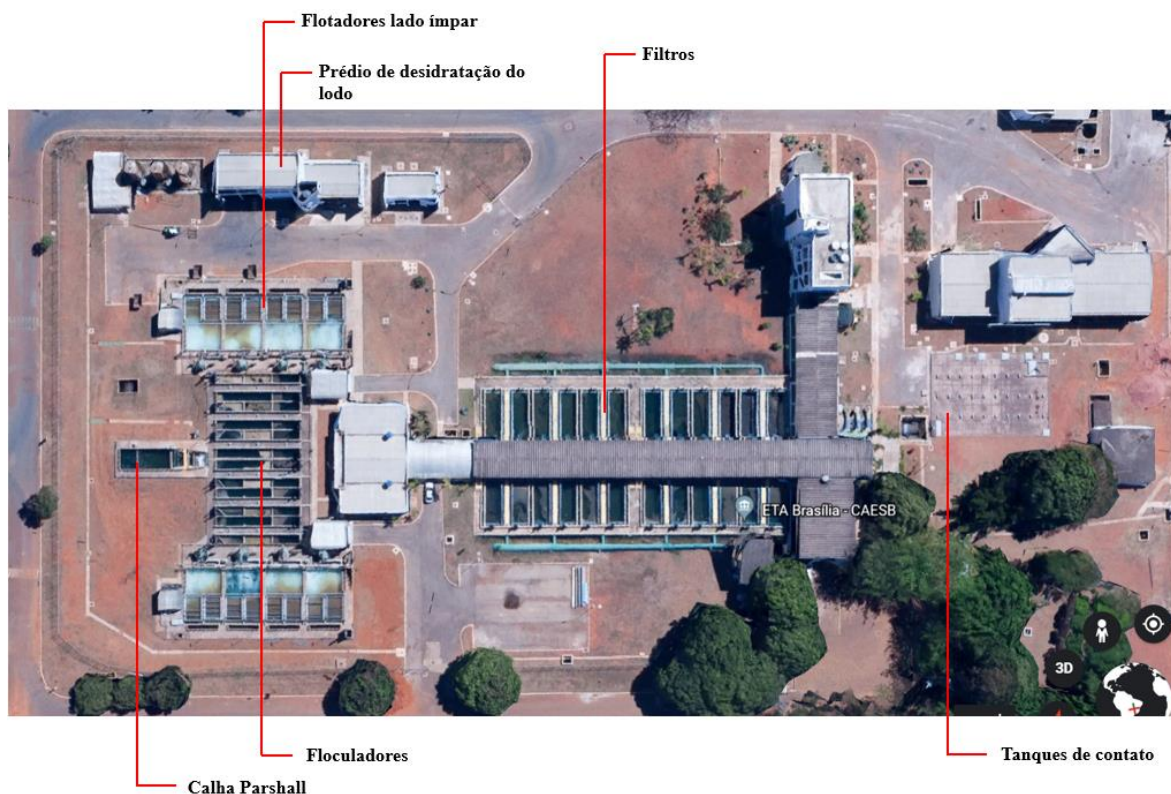 Flotadores lado ímpar
Prédio de desidratação do
lodo
Filtros
ETA Brasília - CAESB
3D
Floculadores
Tanques de contato
Calha Parshall